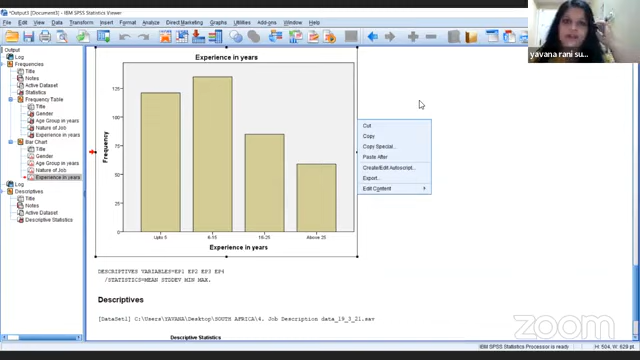 *Output3 [Document3] - IBM SPSS Statistics Viewer
File Edit View Data Transform Insert Format Analyze Direct Marketing Graphs Utilities Add-ons Window Help
Output
Log
Frequencies
Title
Notes
Active Dataset
Statistics
Frequency Table
Title
Gender
Age Group in years
Nature of Job
Experience in years
Bar Chart
Title
Gender
Age Group in years
Nature of Job
Experience in years
Log
Descriptives
Title
Notes
Active Dataset
Descriptive Statistics
Experience in years
Frequency
125
100
75
50
25
0
Upto 5
6-15
16-25
Above 25
Experience in years
Cut
Copy
Copy Special...
Paste After
Create/Edit Autoscript...
Export...
Edit Content
DESCRIPTIVES VARIABLES=EP1 EP2 EP3 EP4
/STATISTICS=MEAN STDDEV MIN MAX.
Descriptives
[DataSet1] C:\Users\YAVANA\Desktop\SOUTH AFRICA\4. Job Description data_19_3_21.sav
Descriptive Statistics
yavana rani su...
zoom
IBM SPSS Statistics Processor is ready
H: 504, W: 629 pt